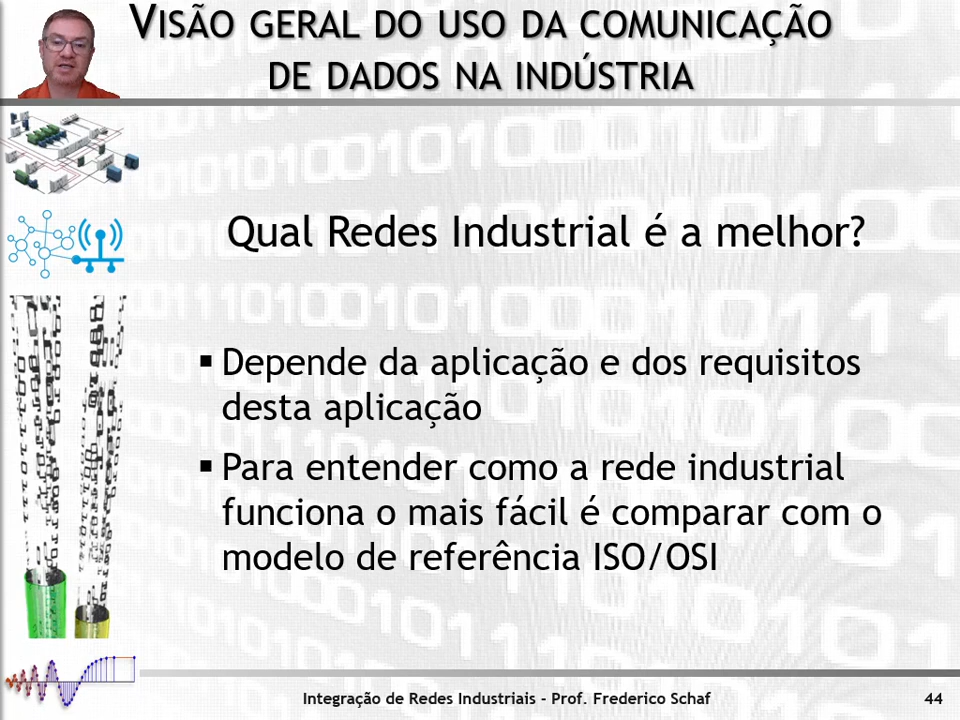 VISÃO GERAL DO USO DA COMUNICAÇÃO
DE DADOS NA INDÚSTRIA
Qual Redes Industrial é a melhor?
▪ Depende da aplicação e dos requisitos
desta aplicação
▪ Para entender como a rede industrial
funciona o mais fácil é comparar com o
modelo de referência ISO/OSI
Integração de Redes Industriais - Prof. Frederico Schaf 44